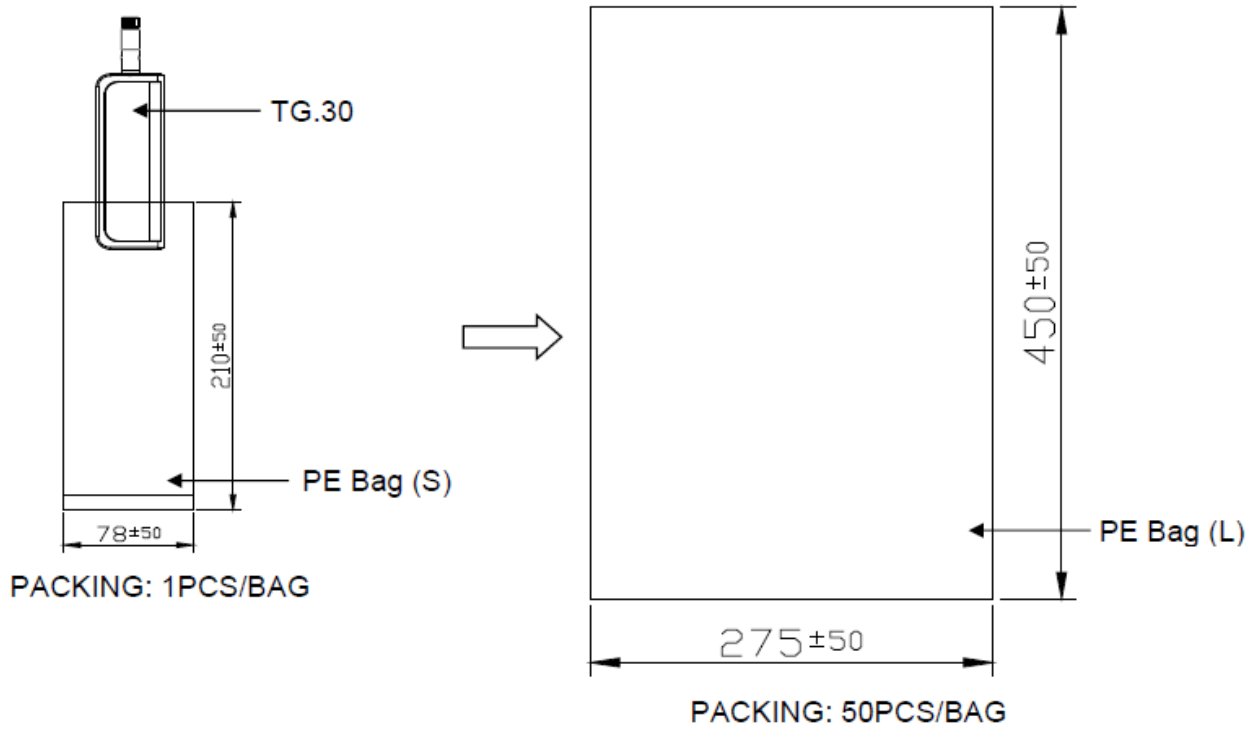 TG.30
210±50
PE Bag (S)
78±50
PACKING: 1PCS/BAG
450±50
PE Bag (L)
275±50
PACKING: 50PCS/BAG